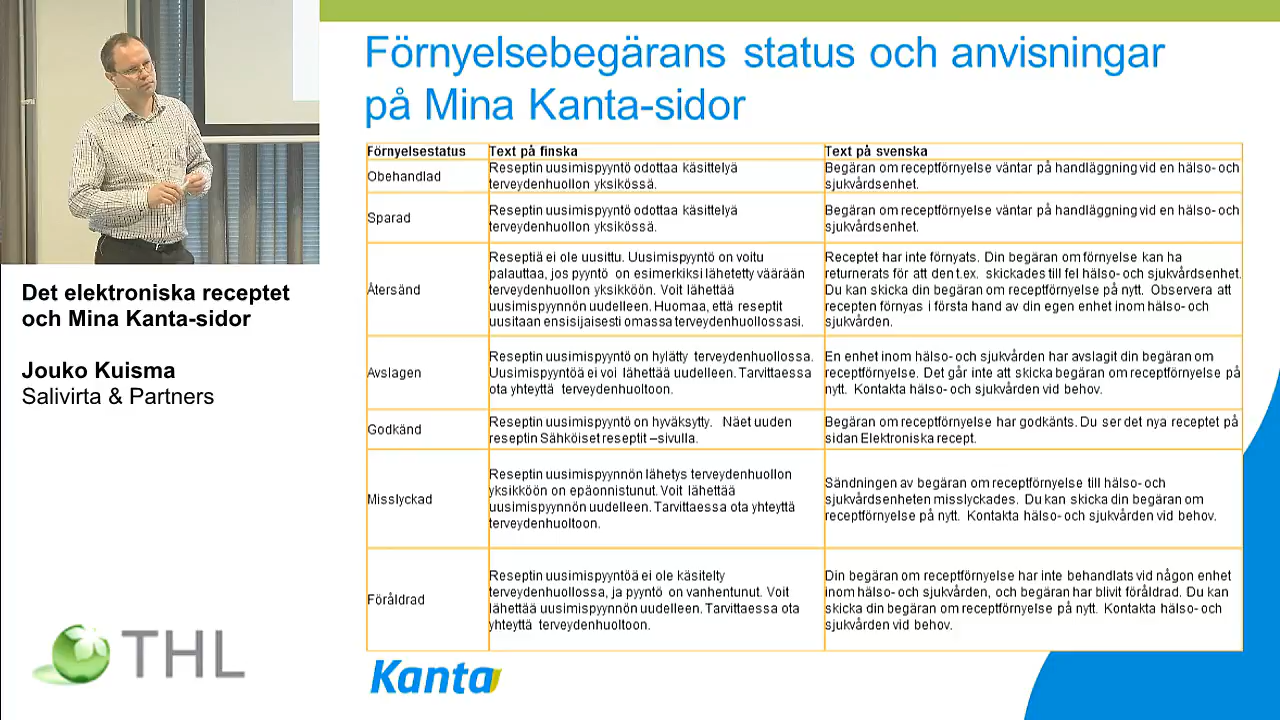 Förnyelsebegärans status och anvisningar
på Mina Kanta-sidor
Förnyelsestatus Text på finska Text på svenska
Obehandlad
Reseptin uusimispyyntö odottaa käsittelyä
terveydenhuollon yksikössä.
Begäran om receptförnyelse väntar på handläggning vid en hälso- och
sjukvårdsenhet.
Sparad
Reseptin uusimispyyntö odottaa käsittelyä
terveydenhuollon yksikössä.
Begäran om receptförnyelse väntar på handläggning vid en hälso- och
sjukvårdsenhet.
Återsänd
Reseptiä ei ole uusittu. Uusimispyyntö on voitu
palauttaa, jos pyyntö on esimerkiksi lähetetty väärään
terveydenhuollon yksikköön. Voit lähettää
uusimispyynnön uudelleen. Huomaa, että reseptit
uusitaan ensisijaisesti omassa terveydenhuollossasi.
Receptet har inte förnyats. Din begäran om förnyelse kan ha
returnerats för att den t.ex. skickades till fel hälso- och sjukvårdsenhet.
Du kan skicka din begäran om receptförnyelse på nytt. Observera att
recepten förnyas i första hand av din egen enhet inom hälso- och
sjukvården.
Avslagen
Reseptin uusimispyyntö on hylätty terveydenhuollossa.
Uusimispyyntöä ei voi lähettää uudelleen. Tarvittaessa
ota yhteyttä terveydenhuoltoon.
En enhet inom hälso- och sjukvården har avslagit din begäran om
receptförnyelse. Det går inte att skicka begäran om receptförnyelse på
nytt. Kontakta hälso- och sjukvården vid behov.
Godkänd
Reseptin uusimispyyntö on hyväksytty. Näet uuden
reseptin Sähköiset reseptit –sivulla.
Begäran om receptförnyelse har godkänts. Du ser det nya receptet på
sidan Elektroniska recept.
Misslyckad
Reseptin uusimispyynnön lähetys terveydenhuollon
yksikköön on epäonnistunut. Voit lähettää
uusimispyynnön uudelleen. Tarvittaessa ota yhteyttä
terveydenhuoltoon.
Sändningen av begäran om receptförnyelse till hälso- och
sjukvårdsenheten misslyckades. Du kan skicka din begäran om
receptförnyelse på nytt. Kontakta hälso- och sjukvården vid behov.
Föråldrad
Reseptin uusimispyyntöä ei ole käsitelty
terveydenhuollossa, ja pyyntö on vanhentunut. Voit
lähettää uusimispyynnön uudelleen. Tarvittaessa ota
yhteyttä terveydenhuoltoon.
Din begäran om receptförnyelse har inte behandlats vid någon enhet
inom hälso- och sjukvården, och begäran har blivit föråldrad. Du kan
skicka din begäran om receptförnyelse på nytt. Kontakta hälso- och
sjukvården vid behov.
Kanta
Det elektroniska receptet
och Mina Kanta-sidor
Jouko Kuisma
Salivirta & Partners
THL